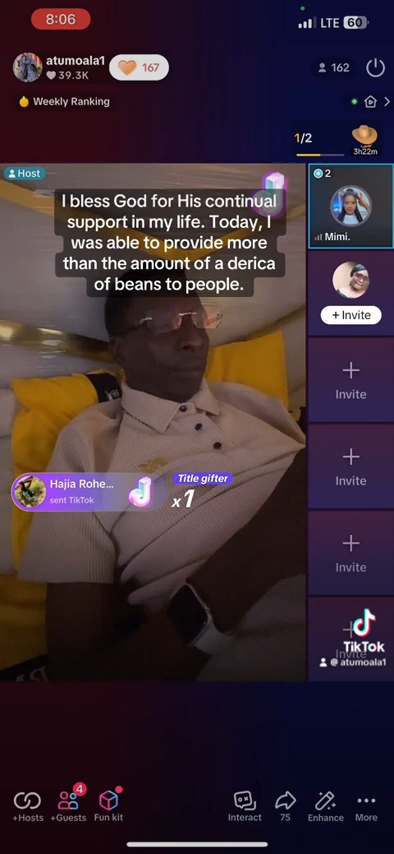 8:06
LTE 60
atumoala1
39.3K
167
162
Weekly Ranking
1/2
3h22m
Host
2
Mimi.
I bless God for His continual
support in my life. Today, I
was able to provide more
than the amount of a derica
of beans to people.
+ Invite
Invite
Invite
Invite
Hajia Rohe...
sent TikTok
Title gifter
x1
Invite
TikTok
@ atumoala1
4
+Hosts
+Guests
Fun kit
Interact
75
Enhance
More